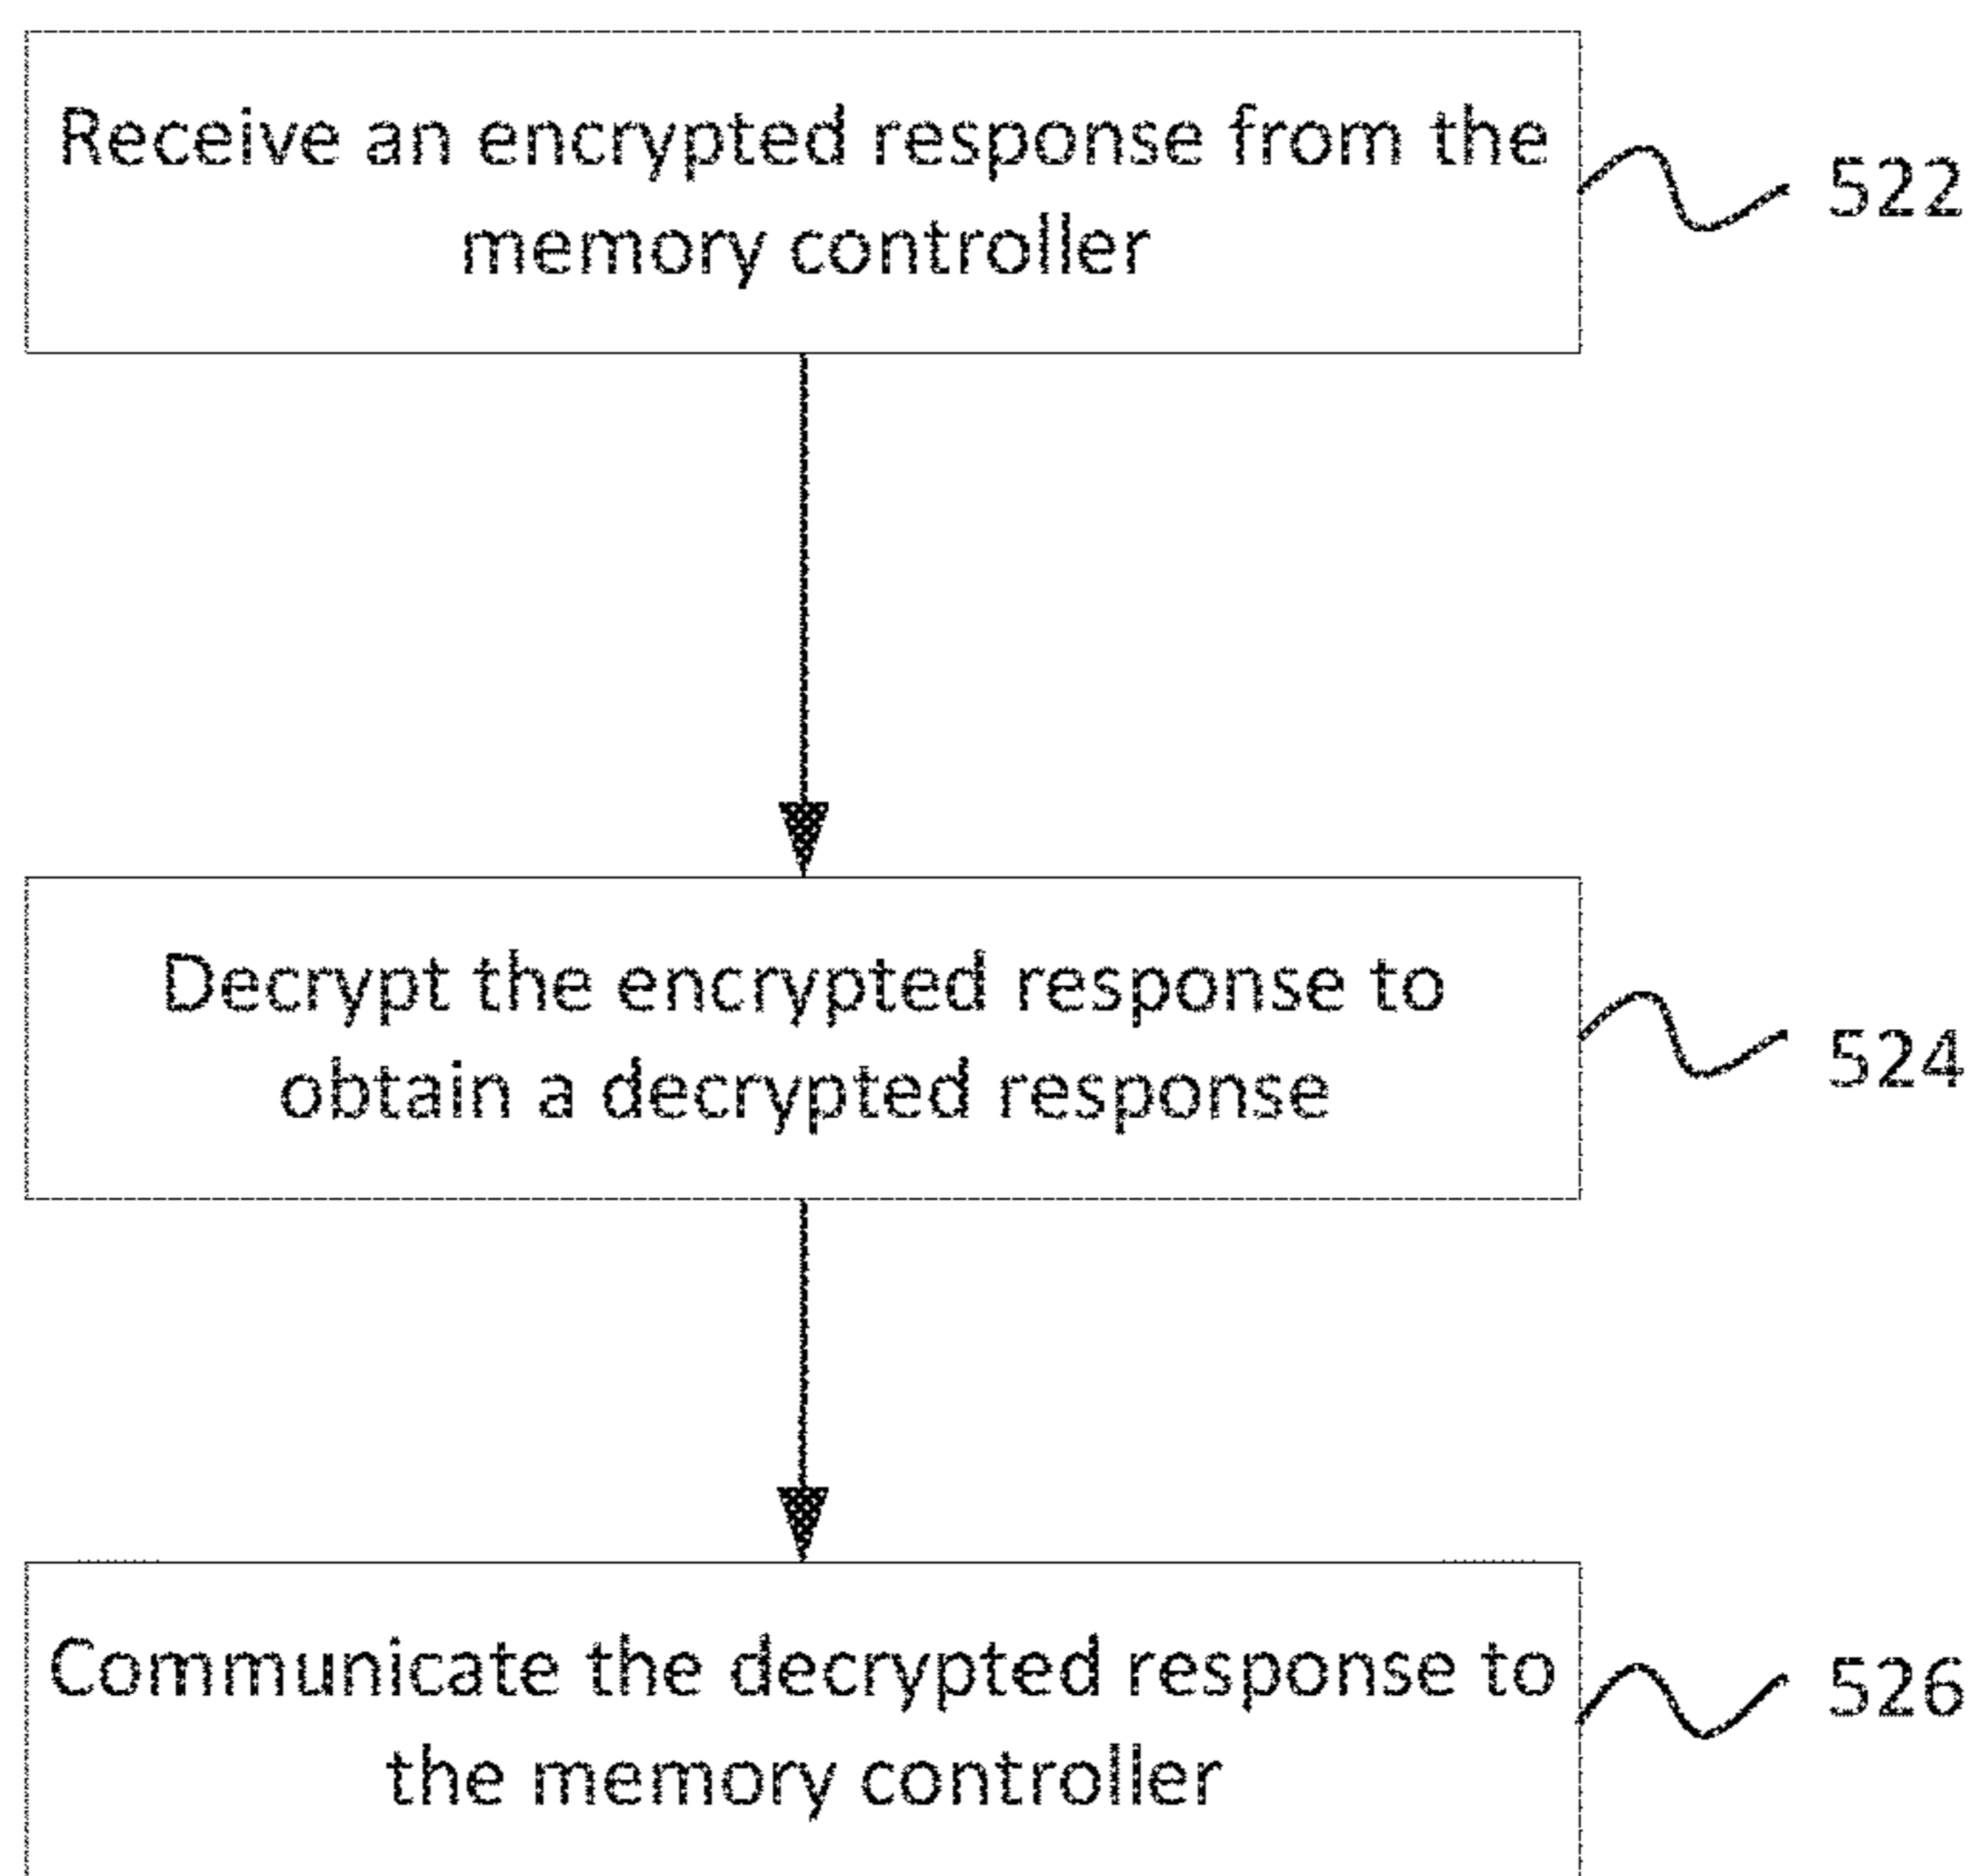 Receive an encrypted response from the
memory controller
522
Decrypt the encrypted response to
obtain a decrypted response
524
Communicate the decrypted response to
the memory controller
526